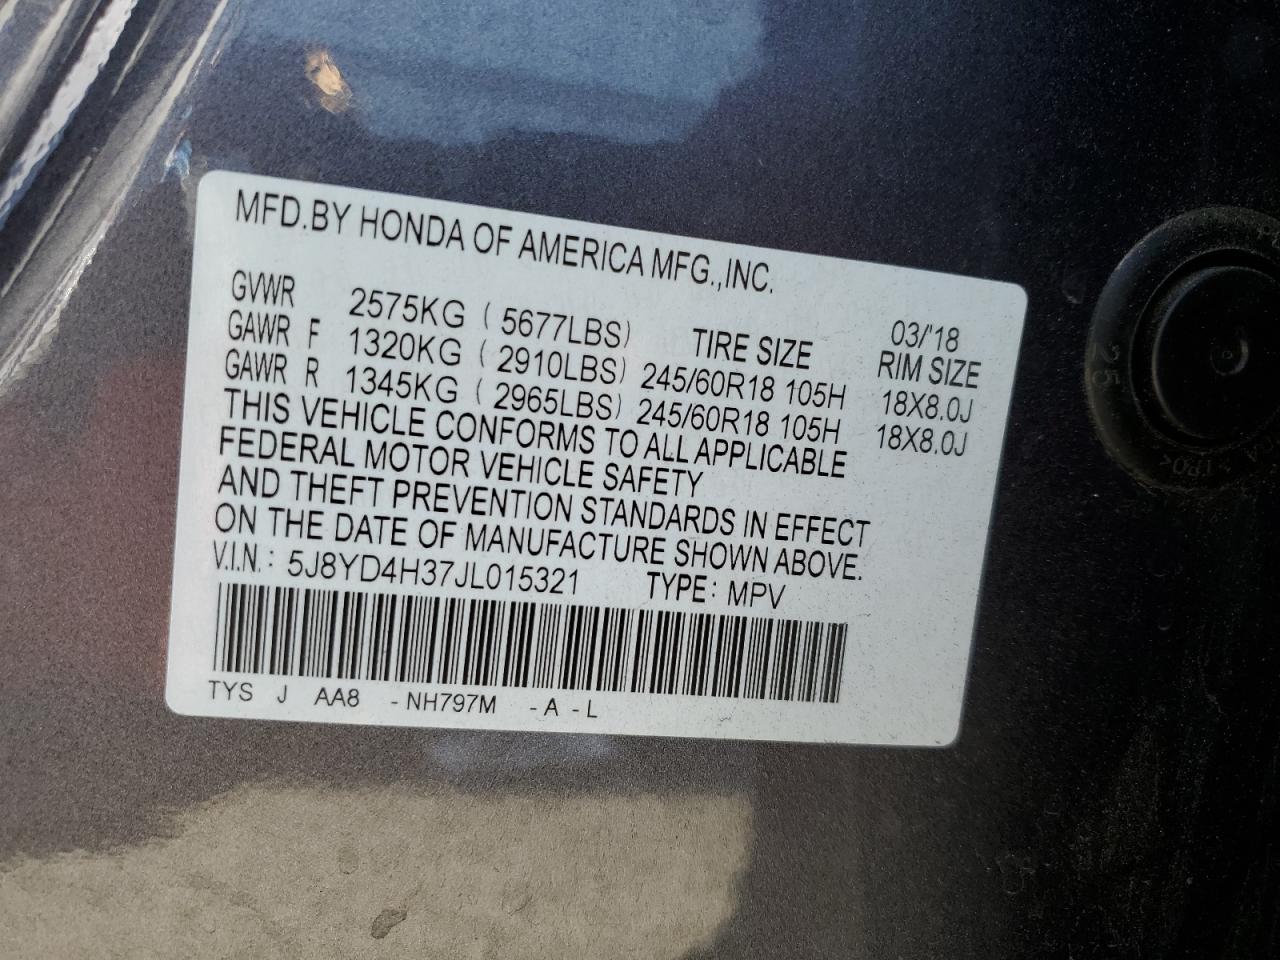 MFD.BY HONDA OF AMERICA MFG.,INC.
03/'18
GVWR 2575KG ( 5677LBS) TIRE SIZE RIM SIZE
GAWR F 1320KG ( 2910LBS) 245/60R18 105H 18X8.0J
GAWR R 1345KG ( 2965LBS) 245/60R18 105H 18X8.0J
THIS VEHICLE CONFORMS TO ALL APPLICABLE
FEDERAL MOTOR VEHICLE SAFETY
AND THEFT PREVENTION STANDARDS IN EFFECT
ON THE DATE OF MANUFACTURE SHOWN ABOVE.
V.I.N.: 5J8YD4H37JL015321 TYPE: MPV
TYS J AA8 -NH797M -A -L
25
>TPO<